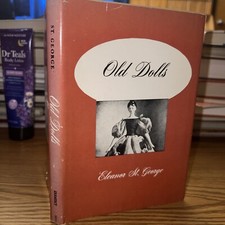 Dr Teal's
ST. GEORGE
Old Dolls
Old Dolls
Eleanor St. George